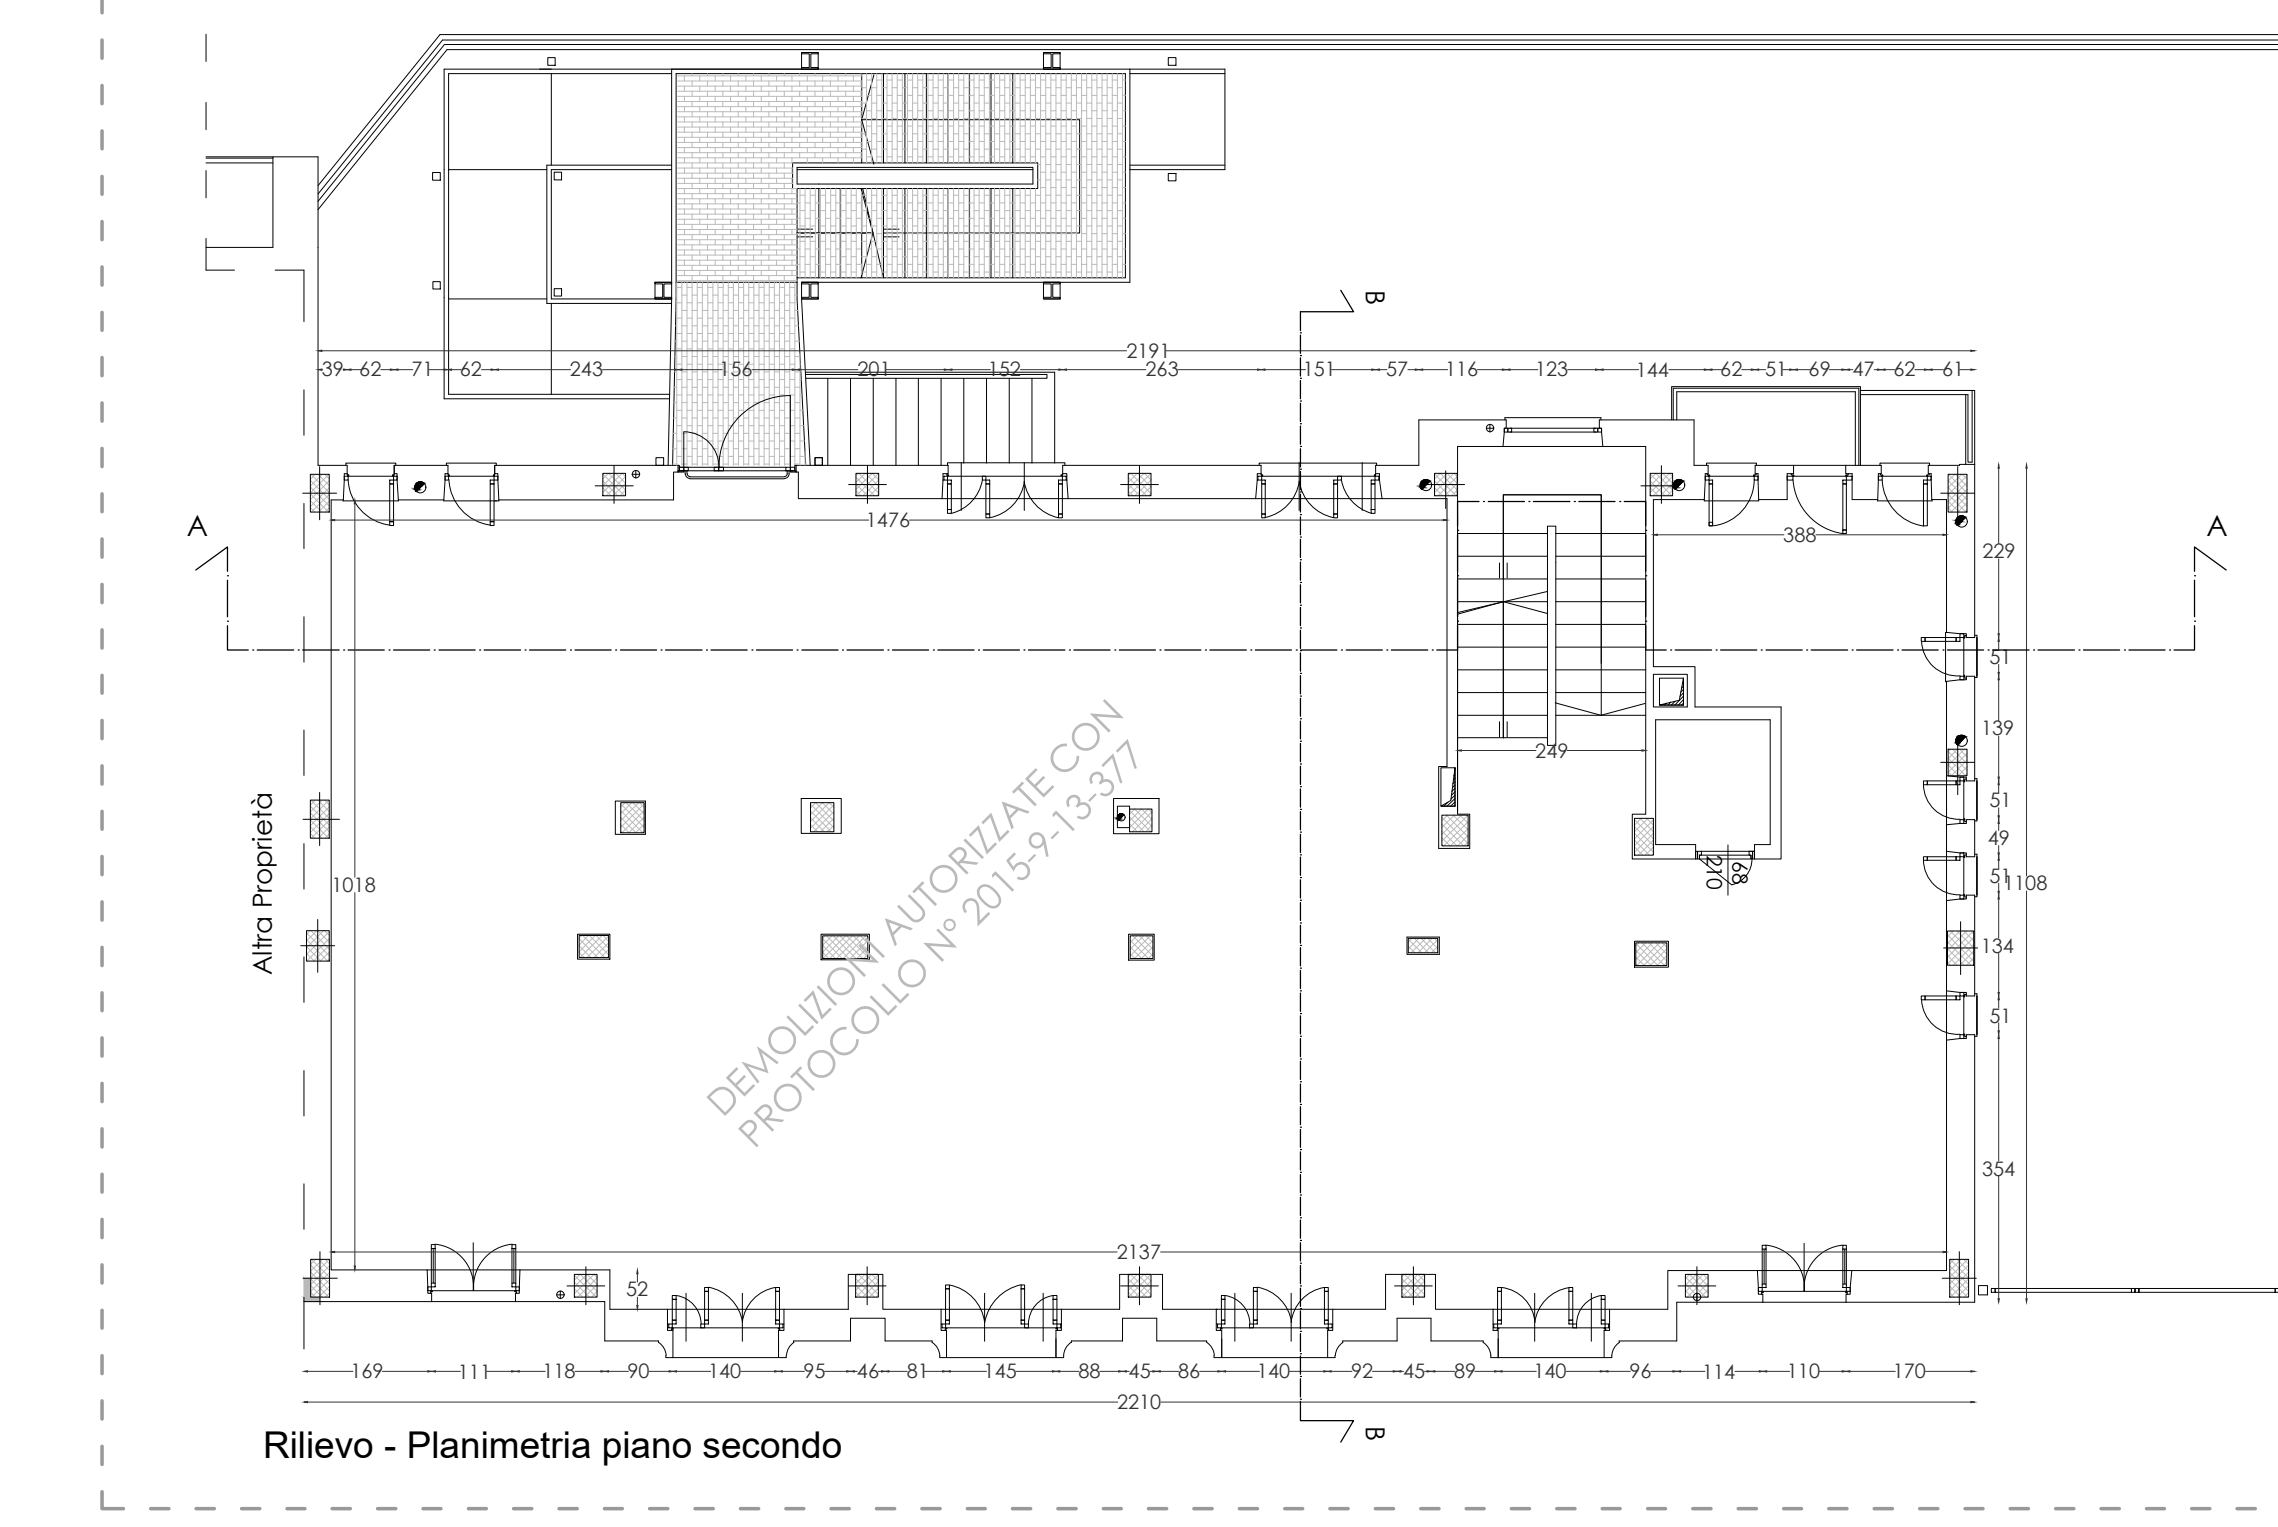 B
2191
39 62 71 62 243 156 201 152 263 151 57 116 123 144 62 51 69 47 62 61
A
1476
388
A
229
51
139
249
51
49
51
1108
68
210
134
51
354
1018
Altra Proprietà
DEMOLIZIONI AUTORIZZATE CON
PROTOCOLLO N° 2015-9-13-377
2137
52
169 111 118 90 140 95 46 81 145 88 45 86 140 92 45 89 140 96 114 110 170
2210
B
Rilievo - Planimetria piano secondo